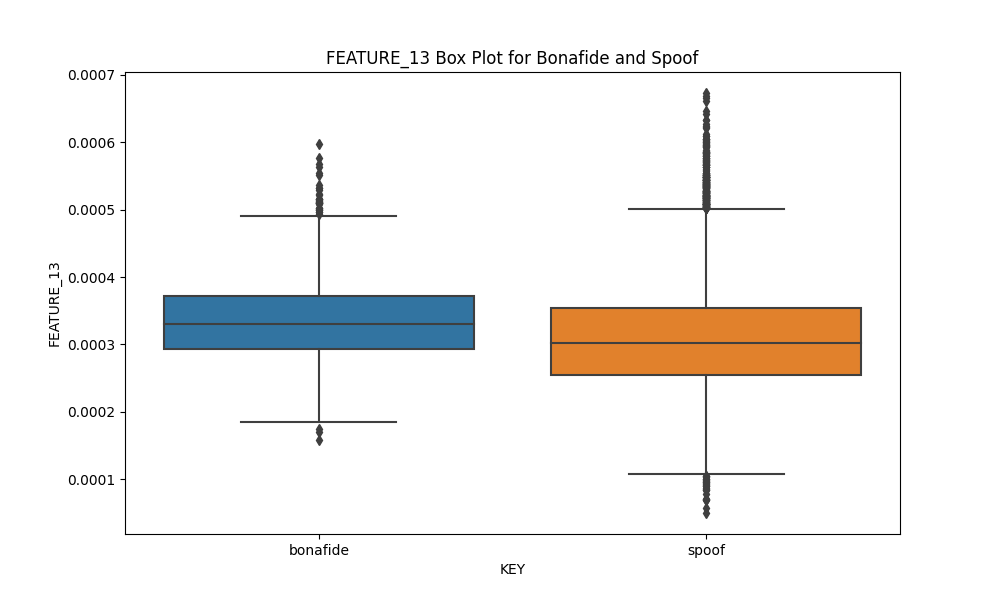 FEATURE_13 Box Plot for Bonafide and Spoof
0.0007
0.0006
0.0005
0.0004
0.0003
0.0002
0.0001
FEATURE_13
bonafide
spoof
KEY